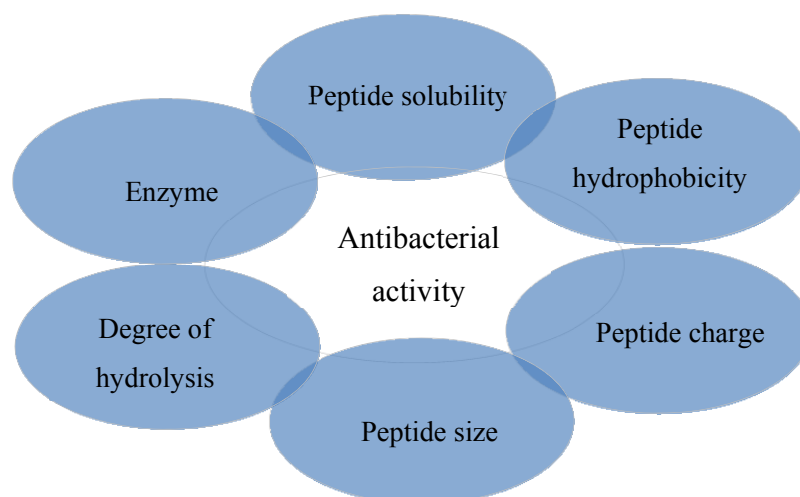 Peptide solubility
Peptide
hydrophobicity
Enzyme
Antibacterial
activity
Degree of
hydrolysis
Peptide charge
Peptide size